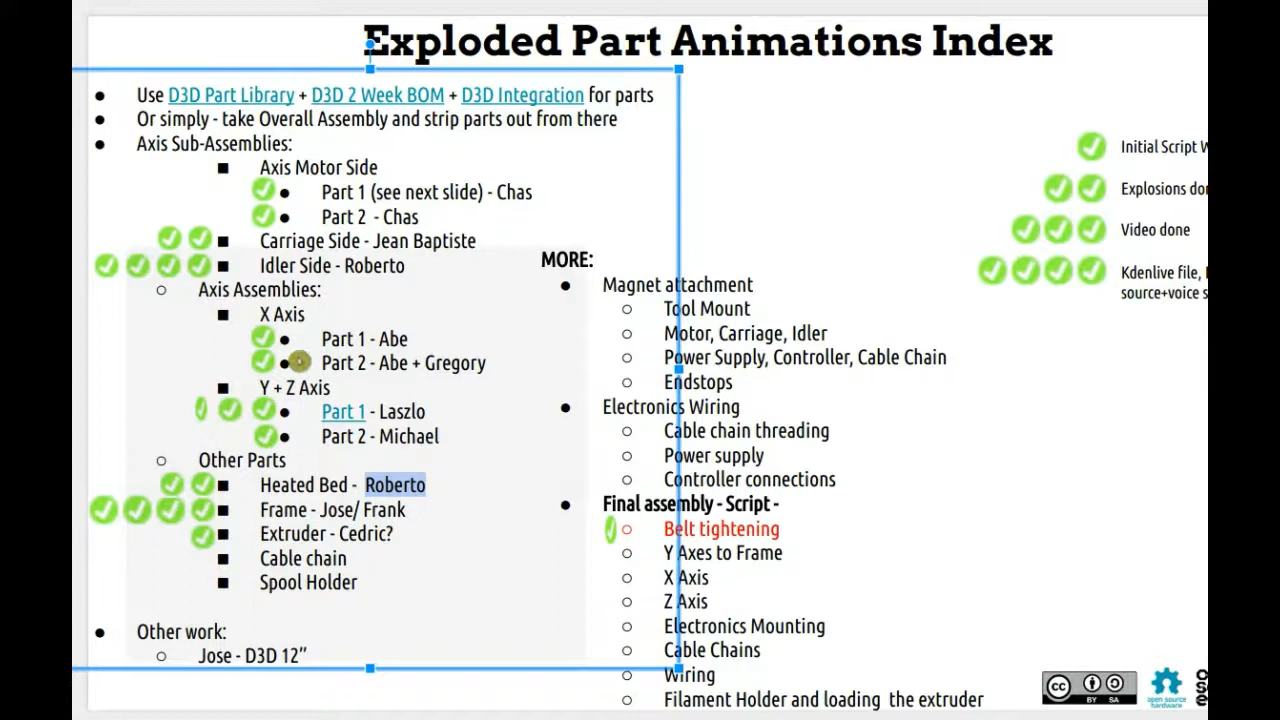 Exploded Part Animations Index
Use D3D Part Library + D3D 2 Week BOM + D3D Integration for parts
Or simply - take Overall Assembly and strip parts out from there
Axis Sub-Assemblies:
Axis Motor Side
Part 1 (see next slide) - Chas
Part 2 - Chas
Carriage Side - Jean Baptiste
Idler Side - Roberto
Axis Assemblies:
X Axis
Part 1 - Abe
Part 2 - Abe + Gregory
Y + Z Axis
Part 1 - Laszlo
Part 2 - Michael
Other Parts
Heated Bed - Roberto
Frame - Jose/ Frank
Extruder - Cedric?
Cable chain
Spool Holder
Other work:
Jose - D3D 12”
MORE:
Magnet attachment
Tool Mount
Motor, Carriage, Idler
Power Supply, Controller, Cable Chain
Endstops
Electronics Wiring
Cable chain threading
Power supply
Controller connections
Final assembly - Script -
Belt tightening
Y Axes to Frame
X Axis
Z Axis
Electronics Mounting
Cable Chains
Wiring
Filament Holder and loading the extruder
Initial Script
Explosions
Video done
Kdenlive file,
source+voice
cc
BY SA
open source
hardware